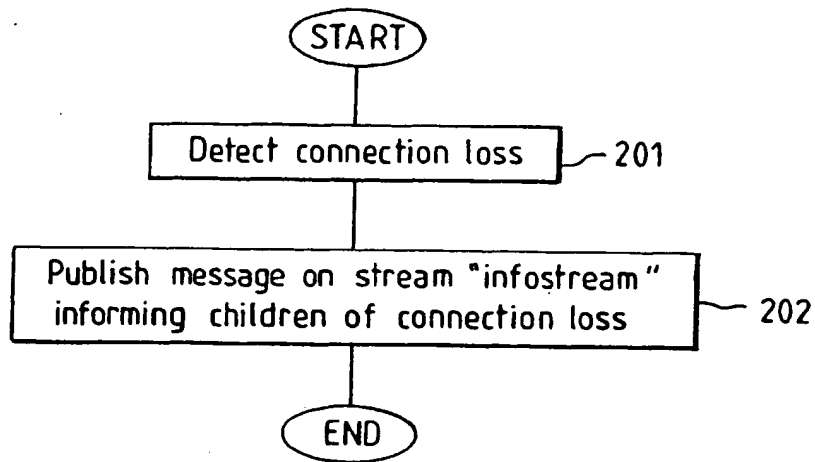 START
Detect connection loss
201
Publish message on stream "infostream"
informing children of connection loss
202
END